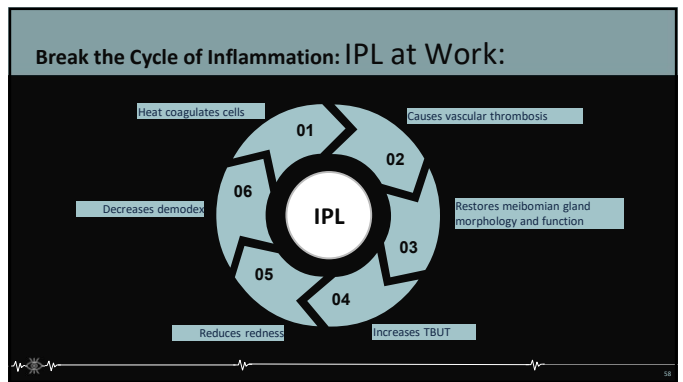 Break the Cycle of Inflammation: IPL at Work:
Heat coagulates cells
01
Causes vascular thrombosis
02
Restores meibomian gland
morphology and function
03
Increases TBUT
04
Reduces redness
05
Decreases demodex
06
IPL
58